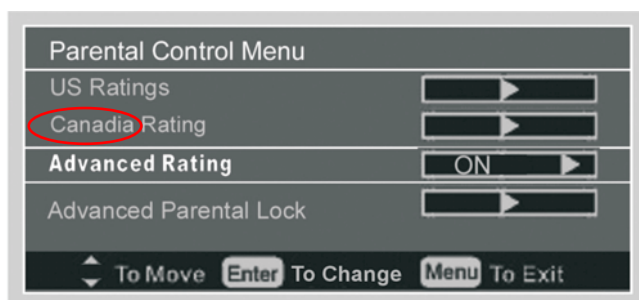 Parental Control Menu
US Ratings
Canadia Rating
Advanced Rating ON
Advanced Parental Lock
To Move Enter To Change Menu To Exit